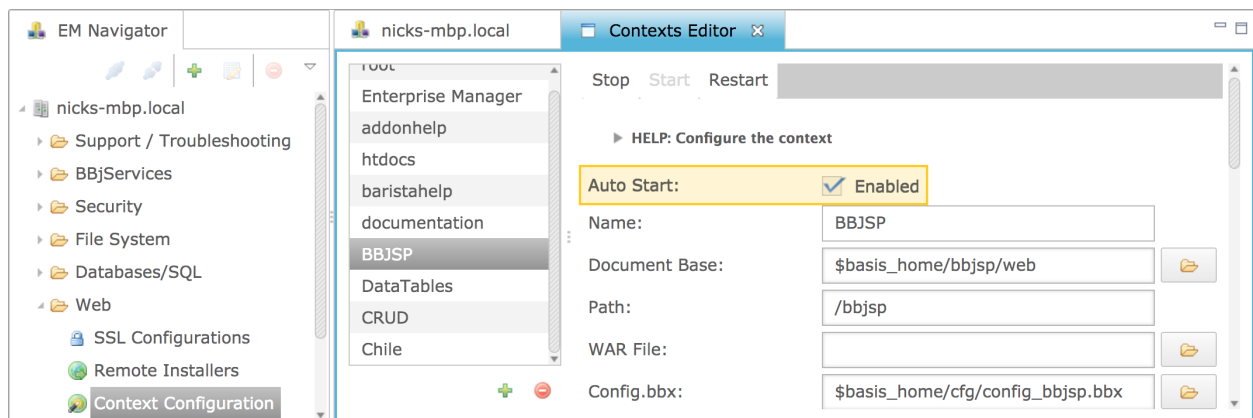 EM Navigator
nicks-mbp.local
Support / Troubleshooting
BBjServices
Security
File System
Databases/SQL
Web
SSL Configurations
Remote Installers
Context Configuration
nicks-mbp.local
Contexts Editor
root
Enterprise Manager
addonhelp
htdocs
baristahelp
documentation
BBJSP
DataTables
CRUD
Chile
Stop Start Restart
HELP: Configure the context
Auto Start: Enabled
Name: BBJSP
Document Base: $basis_home/bbjsp/web
Path: /bbjsp
WAR File:
Config.bbx: $basis_home/cfg/config_bbjsp.bbx